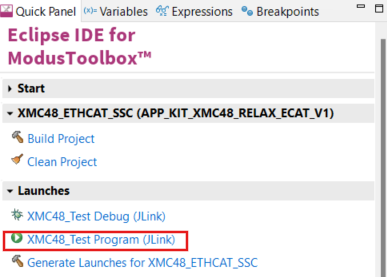 Quick Panel (x)= Variables Expressions Breakpoints
Eclipse IDE for
ModusToolbox™
Start
XMC48_ETHCAT_SSC (APP_KIT_XMC48_RELAX_ECAT_V1)
Build Project
Clean Project
Launches
XMC48_Test Debug (JLink)
XMC48_Test Program (JLink)
Generate Launches for XMC48_ETHCAT_SSC